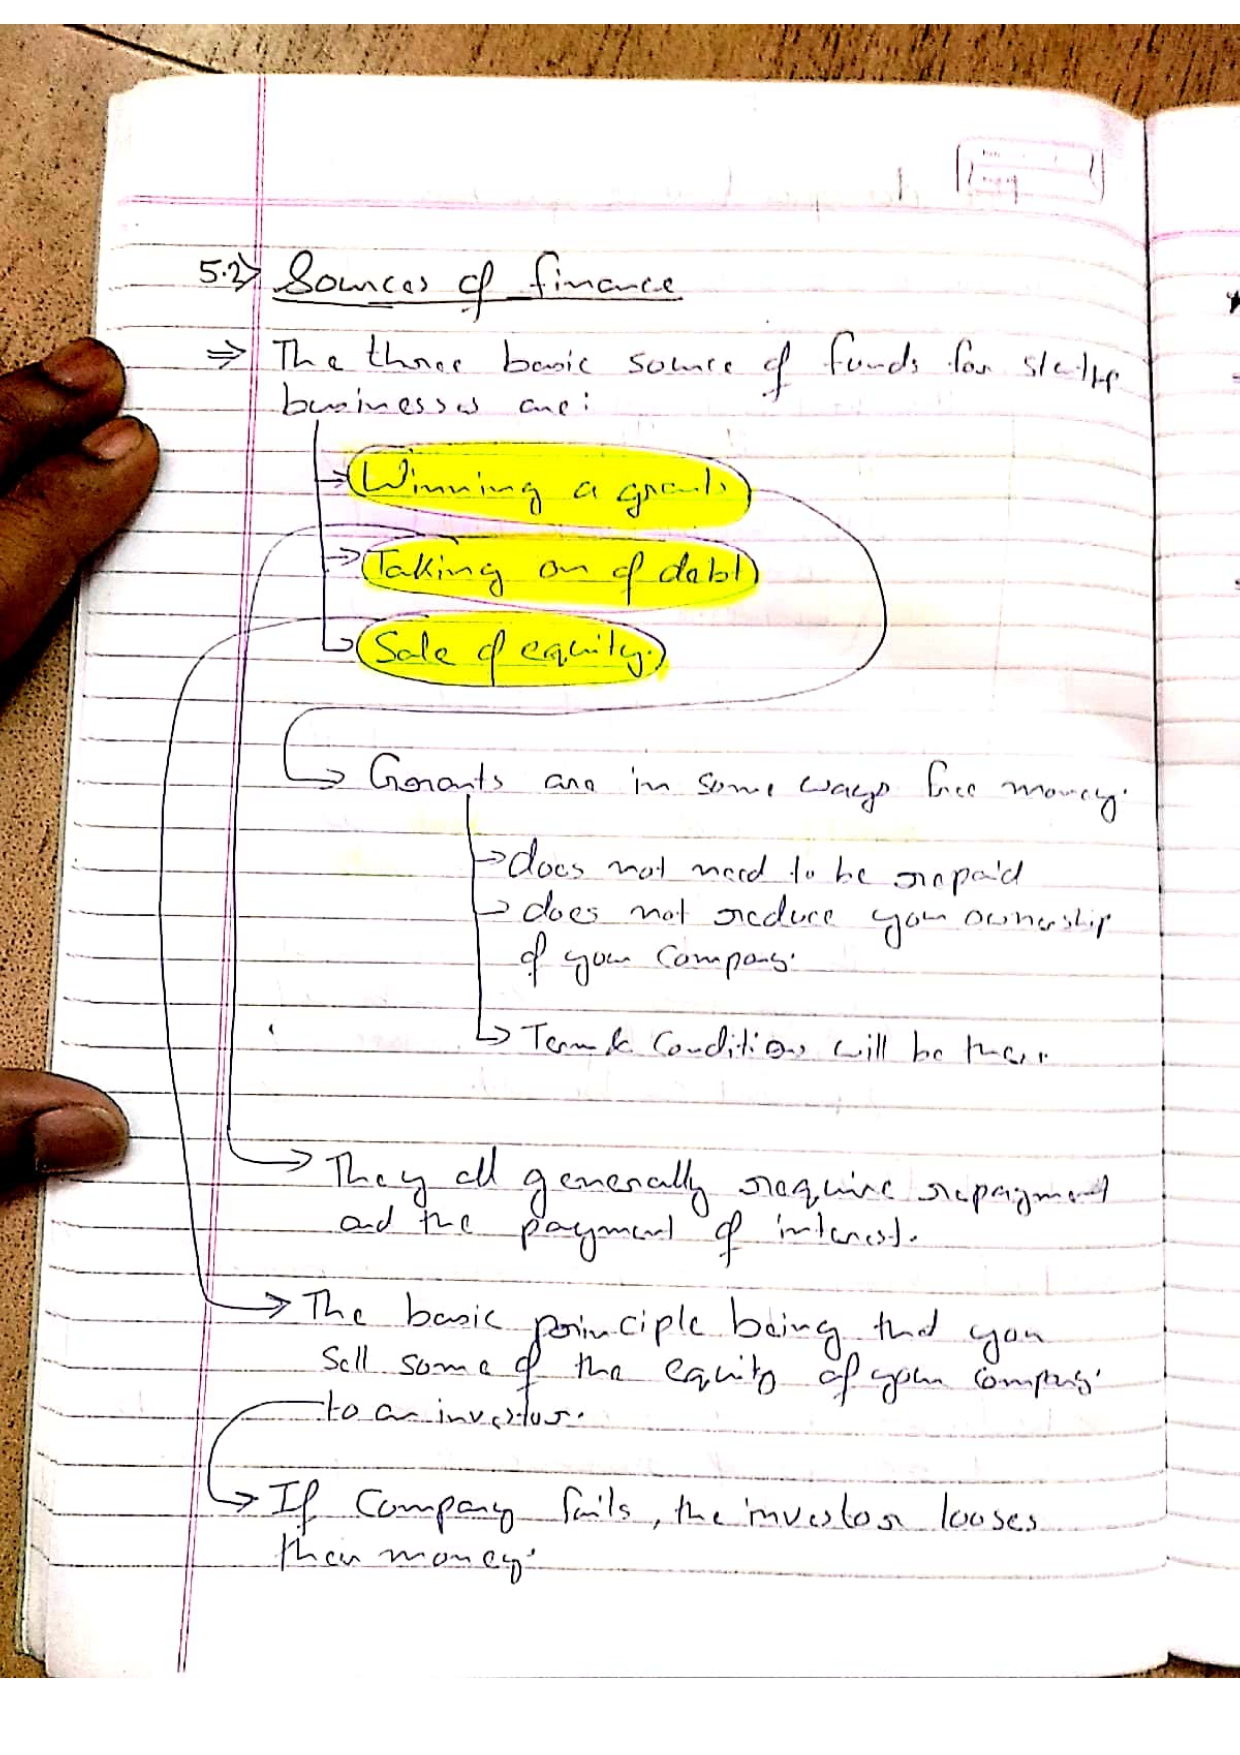 5.2) Sources of finance
⇒ The three basic source of funds for startup
businesses are:
→ Winning a grants
→ Taking on of debt
→ Sale of equity.
→ Grants are in some ways free money.
→ does not need to be repaid
→ does not reduce your ownership
of your company.
→ Term & Conditions will be there.
→ They all generally require repayment
and the payment of interest.
→ The basic principle being that you
sell some of the equity of your company.
to an investor.
→ If Company fails, the investor looses
their money.